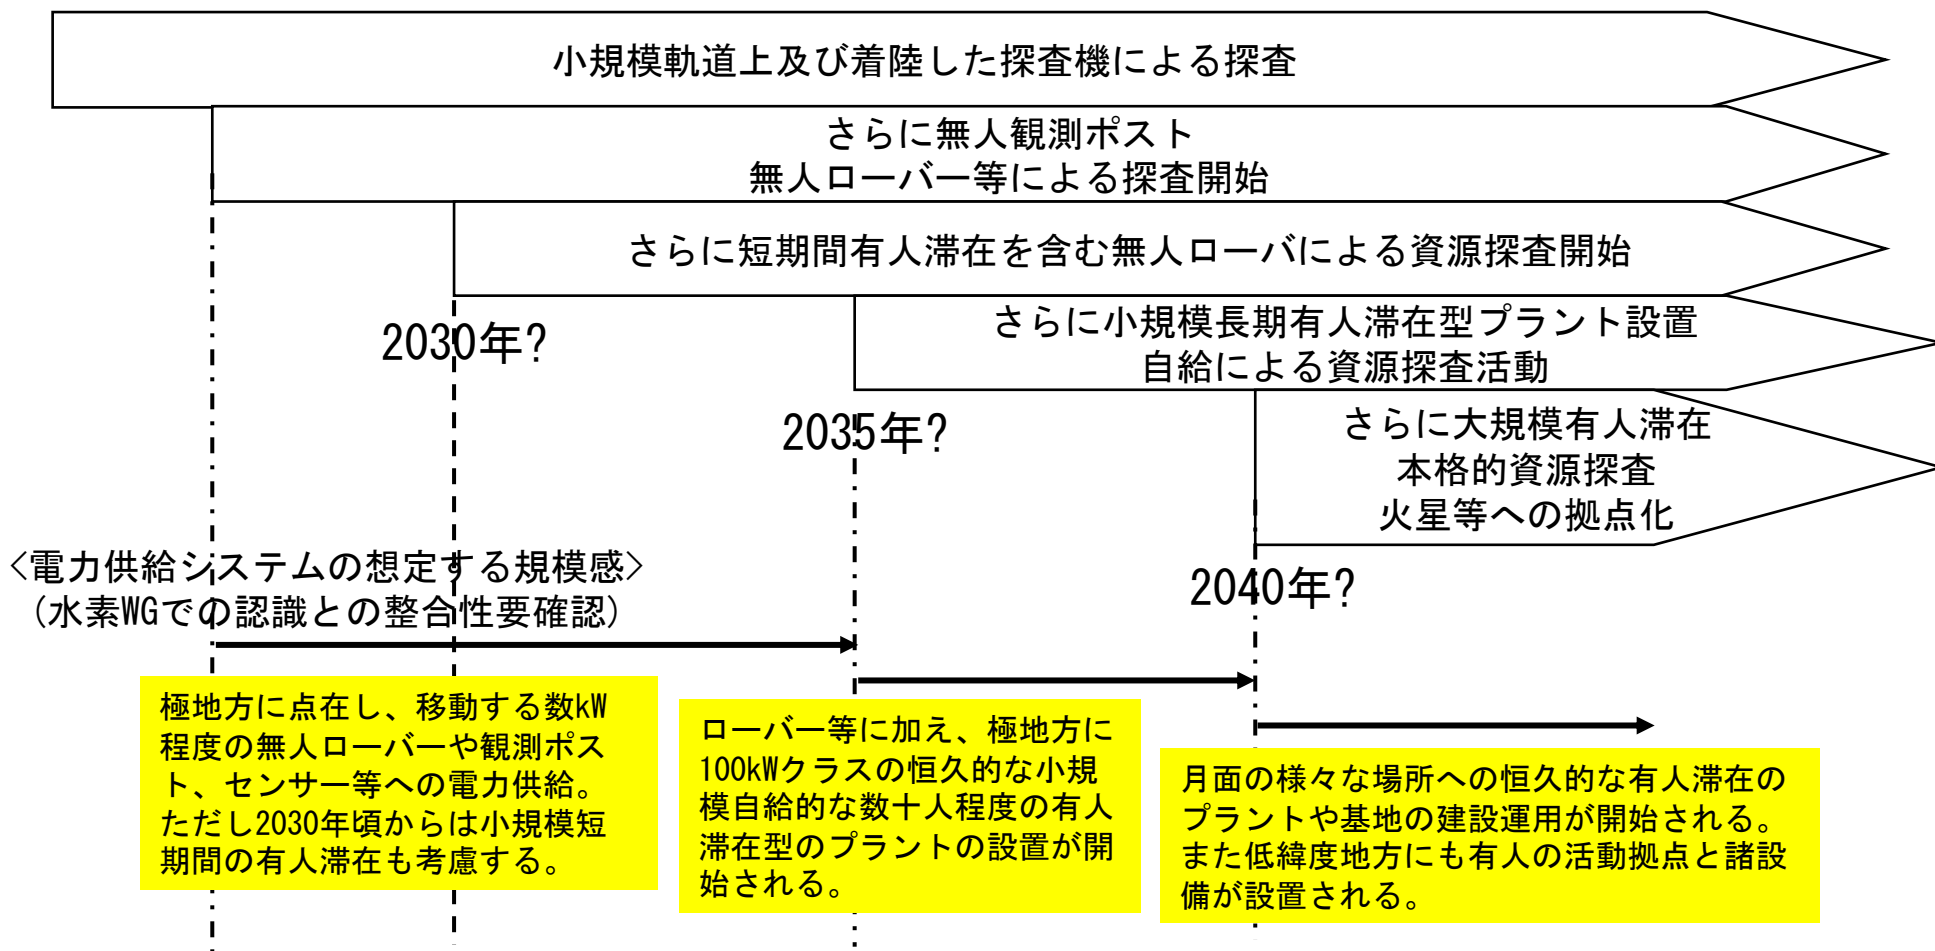 小規模軌道上及び着陸した探査機による探査
さらに無人観測ポスト
無人ローバー等による探査開始
さらに短期間有人滞在を含む無人ローバによる資源探査開始
さらに小規模長期有人滞在型プラント設置
自給による資源探査活動
2030年?
2035年?
さらに大規模有人滞在
本格的資源探査
火星等への拠点化
2040年?
<電力供給システムの想定する規模感>
(水素WGでの認識との整合性要確認)
極地方に点在し、移動する数kW
程度の無人ローバーや観測ポス
ト、センサー等への電力供給。
ただし2030年頃からは小規模短
期間の有人滞在も考慮する。
ローバー等に加え、極地方に
100kWクラスの恒久的な小規
模自給的な数十人程度の有人
滞在型のプラントの設置が開
始される。
月面の様々な場所への恒久的な有人滞在の
プラントや基地の建設運用が開始される。
また低緯度地方にも有人の活動拠点と諸設
備が設置される。